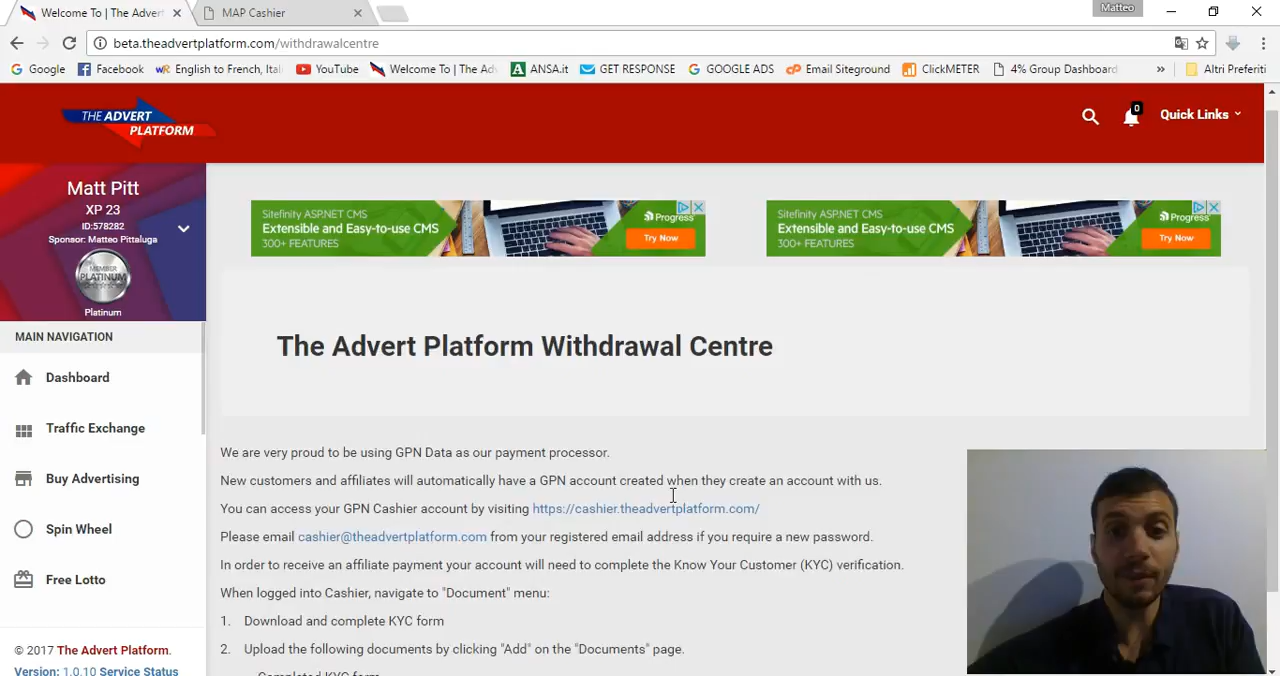 Welcome To | The Adver
MAP Cashier
Matteo
beta.theadvertplatform.com/withdrawalcentre
Google
Facebook
English to French, Ital
YouTube
Welcome To | The Adv
ANSA.it
GET RESPONSE
GOOGLE ADS
Email Siteground
ClickMETER
4% Group Dashboard
»
Altri Preferiti
THE ADVERT
PLATFORM
0
Quick Links
Matt Pitt
XP 23
ID:578282
Sponsor: Matteo Pittaluga
MEMBER
PLATINUM
Platinum
Sitefinity ASP.NET CMS
Extensible and Easy-to-use CMS
300+ FEATURES
Progress
Try Now
Sitefinity ASP.NET CMS
Extensible and Easy-to-use CMS
300+ FEATURES
Progress
Try Now
MAIN NAVIGATION
Dashboard
Traffic Exchange
Buy Advertising
Spin Wheel
Free Lotto
© 2017 The Advert Platform.
Version: 1.0.10 Service Status
The Advert Platform Withdrawal Centre
We are very proud to be using GPN Data as our payment processor.
New customers and affiliates will automatically have a GPN account created when they create an account with us.
You can access your GPN Cashier account by visiting https://cashier.theadvertplatform.com/
Please email cashier@theadvertplatform.com from your registered email address if you require a new password.
In order to receive an affiliate payment your account will need to complete the Know Your Customer (KYC) verification.
When logged into Cashier, navigate to "Document" menu:
1. Download and complete KYC form
2. Upload the following documents by clicking "Add" on the "Documents" page.
Completed KYC form